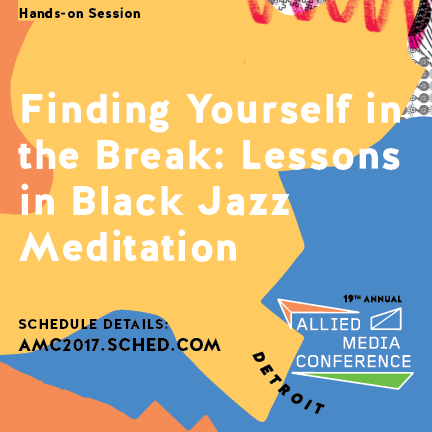 Hands-on Session
Finding Yourself in
the Break: Lessons
in Black Jazz
Meditation
SCHEDULE DETAILS:
AMC2017.SCHED.COM
19TH ANNUAL
ALLIED
MEDIA
CONFERENCE
DETROIT